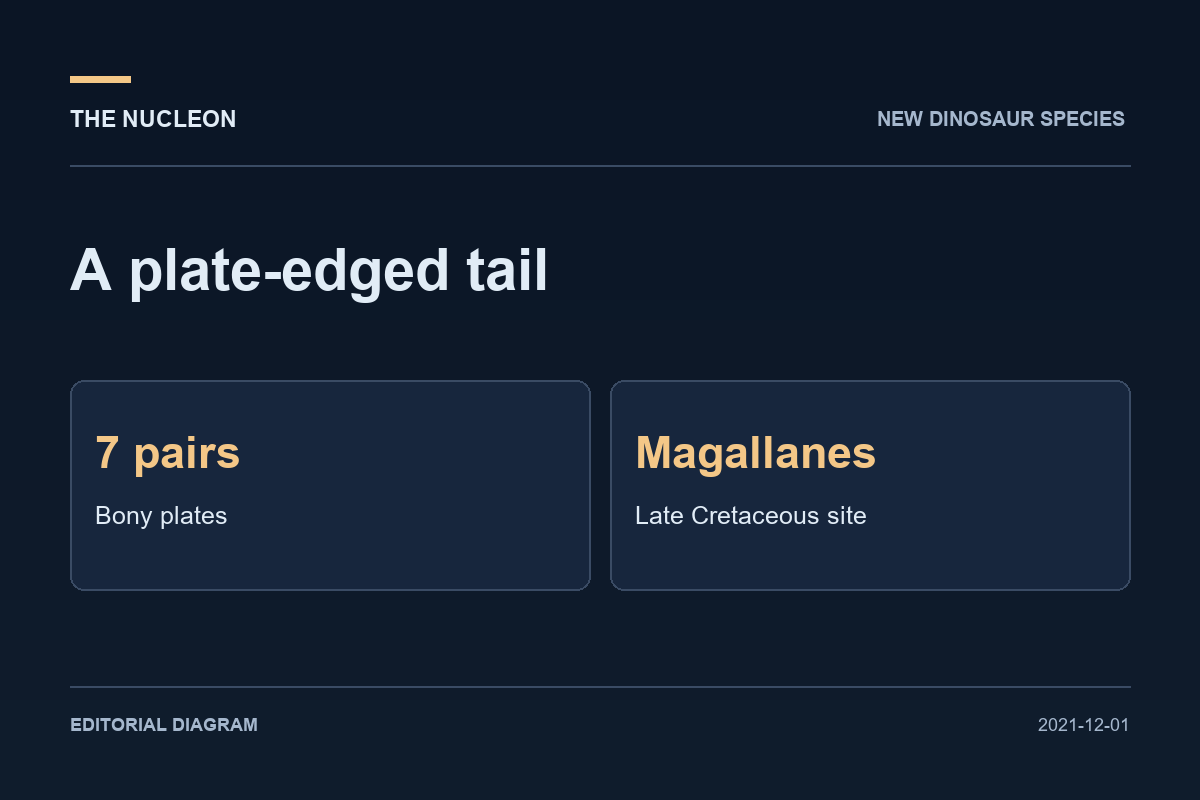 THE NUCLEON
NEW DINOSAUR SPECIES
A plate-edged tail
7 pairs
Bony plates
Magallanes
Late Cretaceous site
EDITORIAL DIAGRAM
2021-12-01